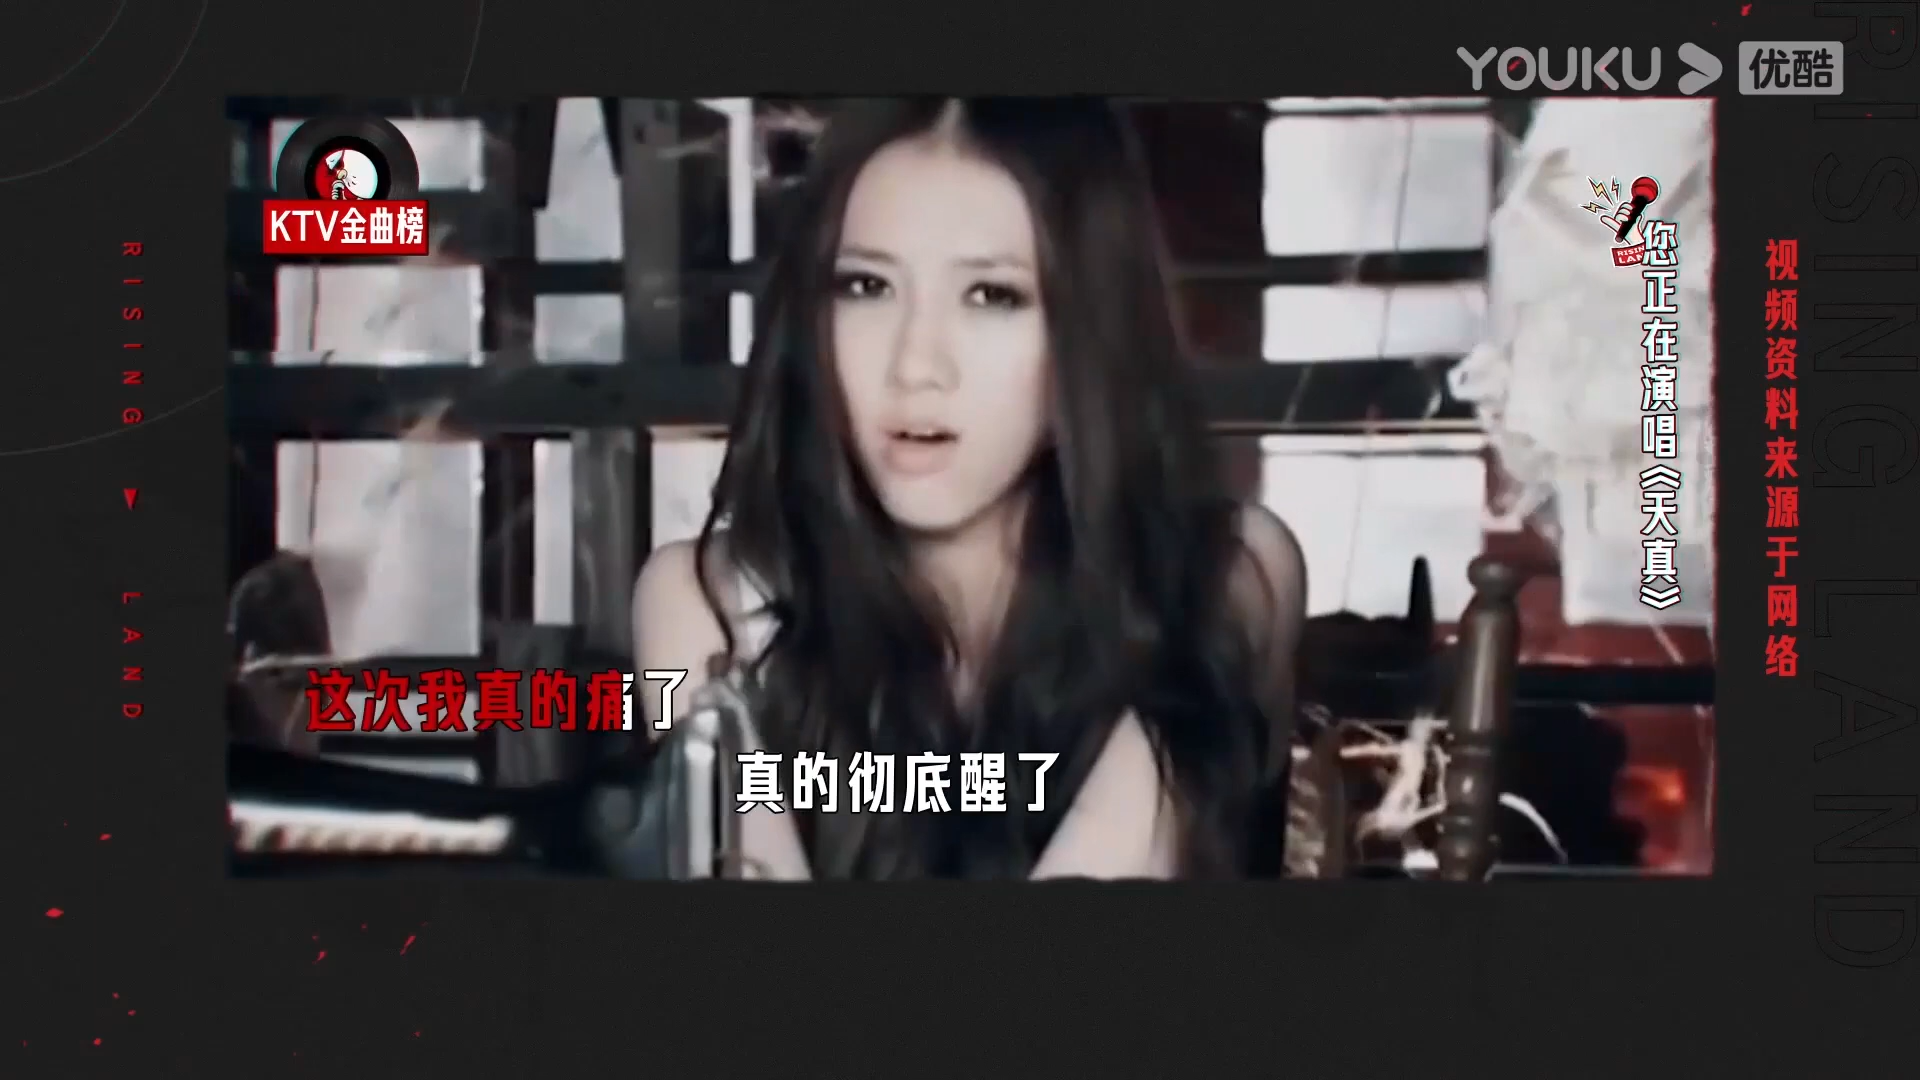 YOUKU 优酷
KTV金曲榜
RISING LAND
您正在演唱《天真》
视频资料来源于网络
RISING LAND
RISING LAND
这次我真的痛了
真的彻底醒了